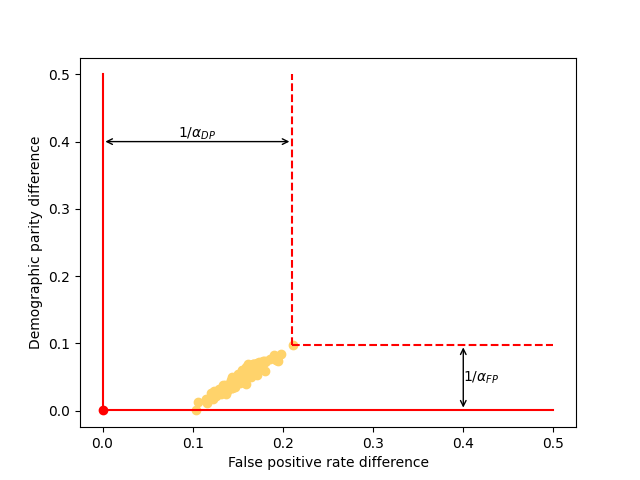 0.5
0.4
0.3
0.2
0.1
0.0
Demographic parity difference
1/α_DP
1/α_FP
0.0 0.1 0.2 0.3 0.4 0.5
False positive rate difference